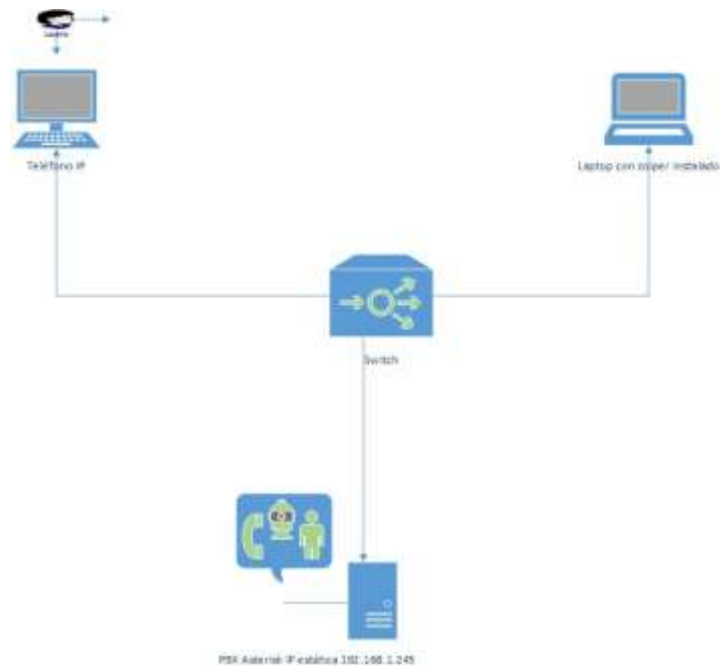 Teléfono IP
Laptop con zoiper instalado
Switch
PBX Asterisk IP estática 192.168.1.245